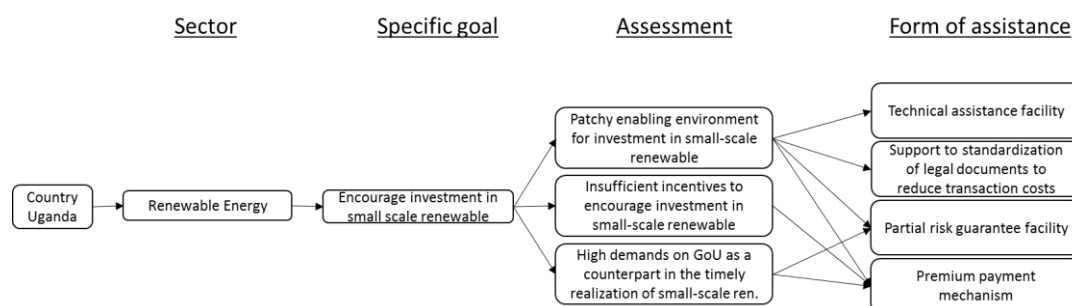 Sector
Specific goal
Assessment
Form of assistance
Country
Uganda
Renewable Energy
Encourage investment in
small scale renewable
Patchy enabling environment
for investment in small-scale
renewable
Insufficient incentives to
encourage investment in
small-scale renewable
High demands on GoU as a
counterpart in the timely
realization of small-scale ren.
Technical assistance facility
Support to standardization
of legal documents to
reduce transaction costs
Partial risk guarantee facility
Premium payment
mechanism